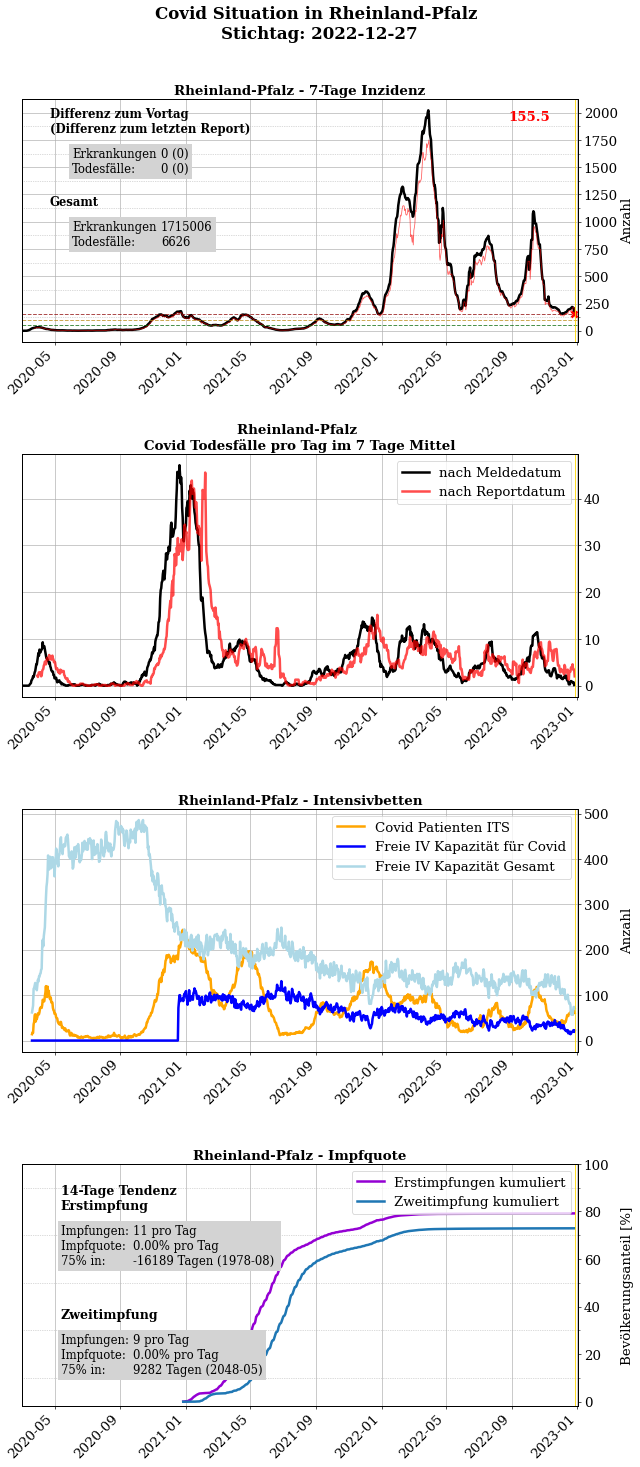 Covid Situation in Rheinland-Pfalz
Stichtag: 2022-12-27
Rheinland-Pfalz - 7-Tage Inzidenz
Differenz zum Vortag
(Differenz zum letzten Report)
Erkrankungen 0 (0)
Todesfälle: 0 (0)
Gesamt
Erkrankungen 1715006
Todesfälle: 6626
155.5
2000
1750
1500
1250
1000
750
500
250
0
Anzahl
2020-05
2020-09
2021-01
2021-05
2021-09
2022-01
2022-05
2022-09
2023-01
Rheinland-Pfalz
Covid Todesfälle pro Tag im 7 Tage Mittel
nach Meldedatum
nach Reportdatum
40
30
20
10
0
2020-05
2020-09
2021-01
2021-05
2021-09
2022-01
2022-05
2022-09
2023-01
Rheinland-Pfalz - Intensivbetten
Covid Patienten ITS
Freie IV Kapazität für Covid
Freie IV Kapazität Gesamt
500
400
300
200
100
0
Anzahl
2020-05
2020-09
2021-01
2021-05
2021-09
2022-01
2022-05
2022-09
2023-01
Rheinland-Pfalz - Impfquote
14-Tage Tendenz
Erstimpfung
Impfungen: 11 pro Tag
Impfquote: 0.00% pro Tag
75% in: -16189 Tagen (1978-08)
Zweitimpfung
Impfungen: 9 pro Tag
Impfquote: 0.00% pro Tag
75% in: 9282 Tagen (2048-05)
Erstimpfungen kumuliert
Zweitimpfung kumuliert
100
80
60
40
20
0
Bevölkerungsanteil [%]
2020-05
2020-09
2021-01
2021-05
2021-09
2022-01
2022-05
2022-09
2023-01